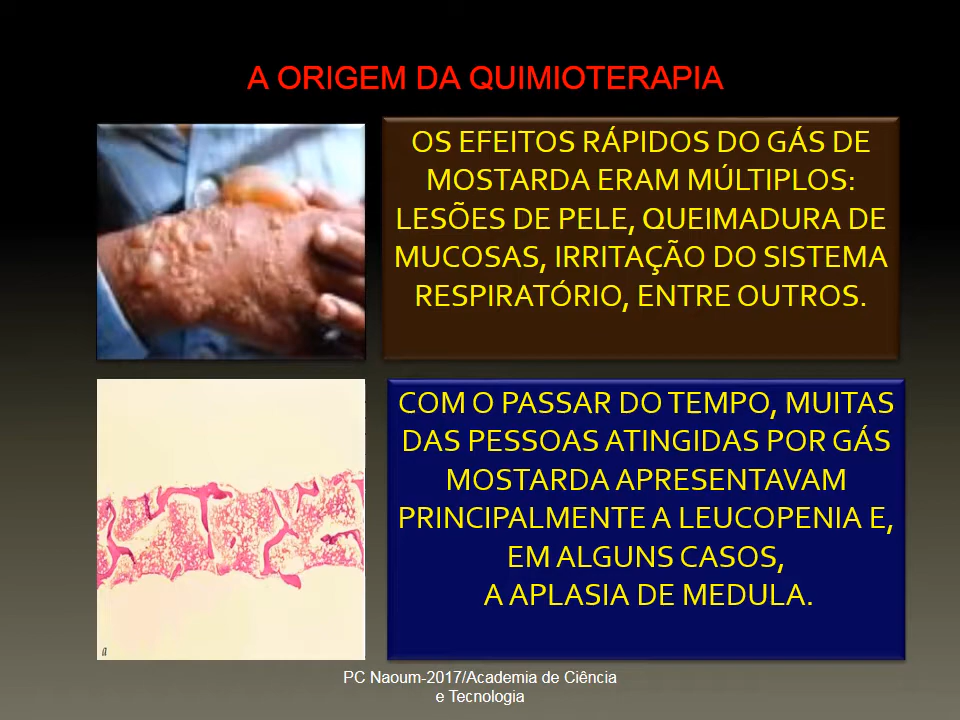 A ORIGEM DA QUIMIOTERAPIA
OS EFEITOS RÁPIDOS DO GÁS DE
MOSTARDA ERAM MÚLTIPLOS:
LESÕES DE PELE, QUEIMADURA DE
MUCOSAS, IRRITAÇÃO DO SISTEMA
RESPIRATÓRIO, ENTRE OUTROS.
COM O PASSAR DO TEMPO, MUITAS
DAS PESSOAS ATINGIDAS POR GÁS
MOSTARDA APRESENTAVAM
PRINCIPALMENTE A LEUCOPENIA E,
EM ALGUNS CASOS,
A APLASIA DE MEDULA.
a
PC Naoum-2017/Academia de Ciência
e Tecnologia